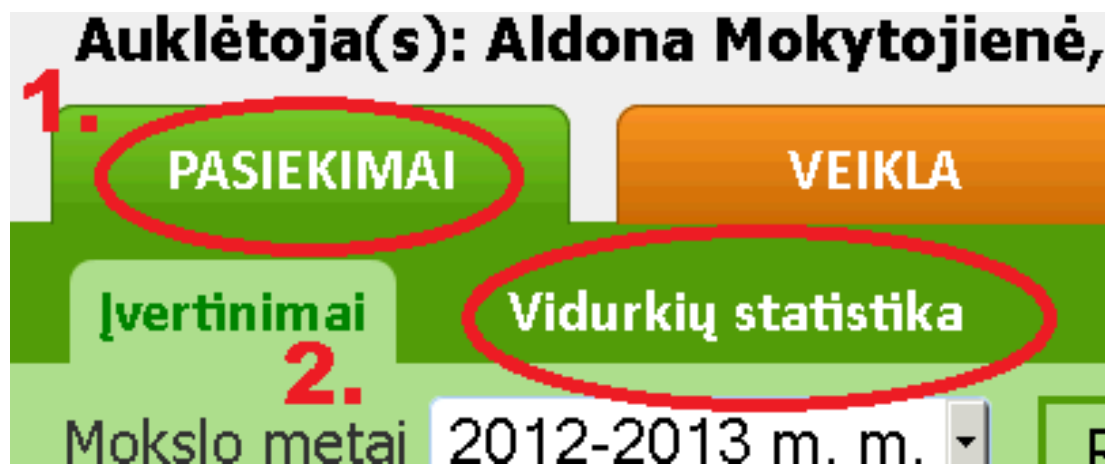 Auklėtoja(s): Aldona Mokytojienė,
1.
PASIEKIMAI VEIKLA
Įvertinimai Vidurkių statistika
2.
Mokslo metai 2012-2013 m. m.